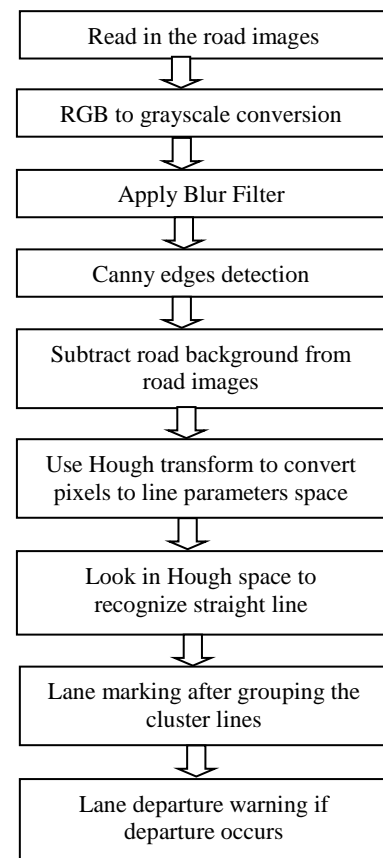 Read in the road images
RGB to grayscale conversion
Apply Blur Filter
Canny edges detection
Subtract road background from
road images
Use Hough transform to convert
pixels to line parameters space
Look in Hough space to
recognize straight line
Lane marking after grouping the
cluster lines
Lane departure warning if
departure occurs